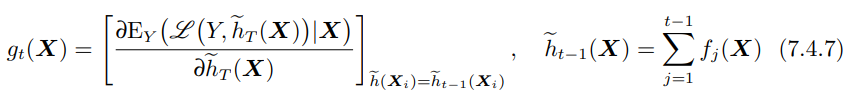 g_t(X) = [ ∂E_Y(ℒ(Y, h̃_T(X))|X) / ∂h̃_T(X) ]_{h̃(X_i)=h̃_{t−1}(X_i)} , h̃_{t−1}(X) = ∑_{j=1}^{t−1} f_j(X) (7.4.7)